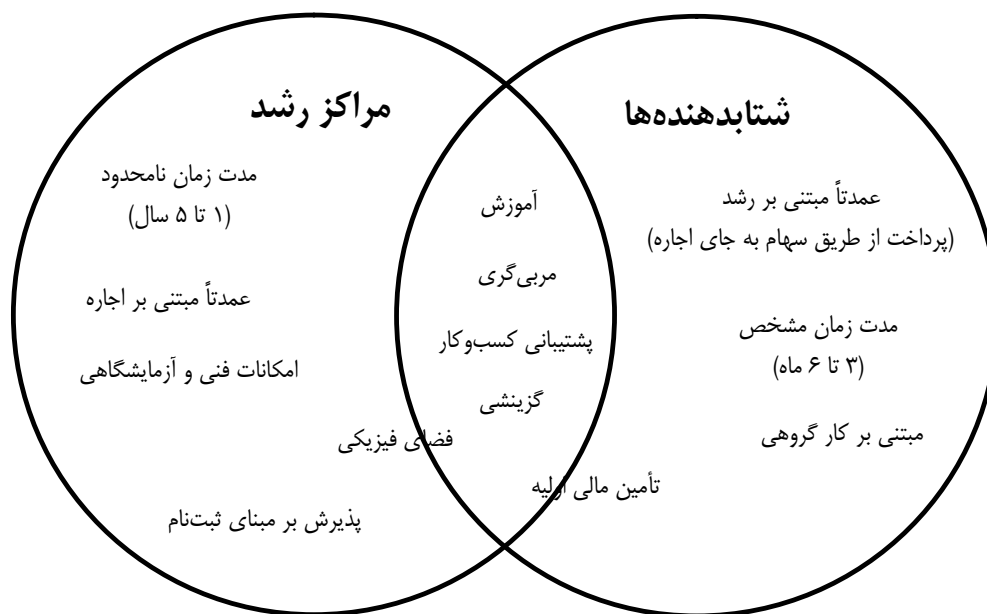 شتابدهنده‌ها
عمدتاً مبتنی بر رشد
(پرداخت از طریق سهام به جای اجاره)
مدت زمان مشخص
(۳ تا ۶ ماه)
مبتنی بر کار گروهی
آموزش
مربی‌گری
پشتیبانی کسب‌وکار
گزینشی
تأمین مالی اولیه
فضای فیزیکی
مراکز رشد
مدت زمان نامحدود
(۱ تا ۵ سال)
عمدتاً مبتنی بر اجاره
امکانات فنی و آزمایشگاهی
پذیرش بر مبنای ثبت‌نام